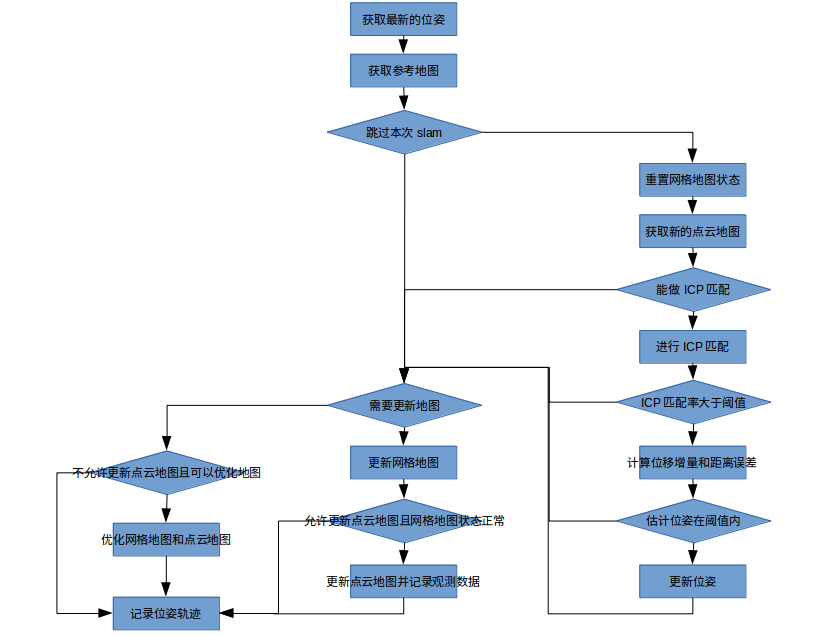 获取最新的位姿
获取参考地图
跳过本次 slam
重置网格地图状态
获取新的点云地图
能做 ICP 匹配
进行 ICP 匹配
ICP 匹配率大于阈值
需要更新地图
更新网格地图
计算位移增量和距离误差
不允许更新点云地图且可以优化地图
允许更新点云地图且网格地图状态正常
估计位姿在阈值内
优化网格地图和点云地图
更新点云地图并记录观测数据
更新位姿
记录位姿轨迹